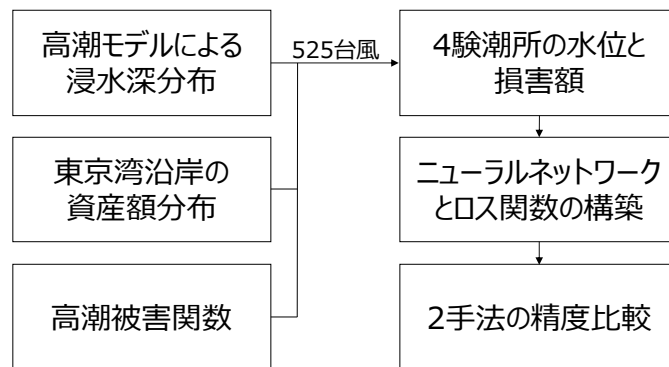 高潮モデルによる
浸水深分布
東京湾沿岸の
資産額分布
高潮被害関数
525台風
4験潮所の水位と
損害額
ニューラルネットワーク
とロス関数の構築
2手法の精度比較